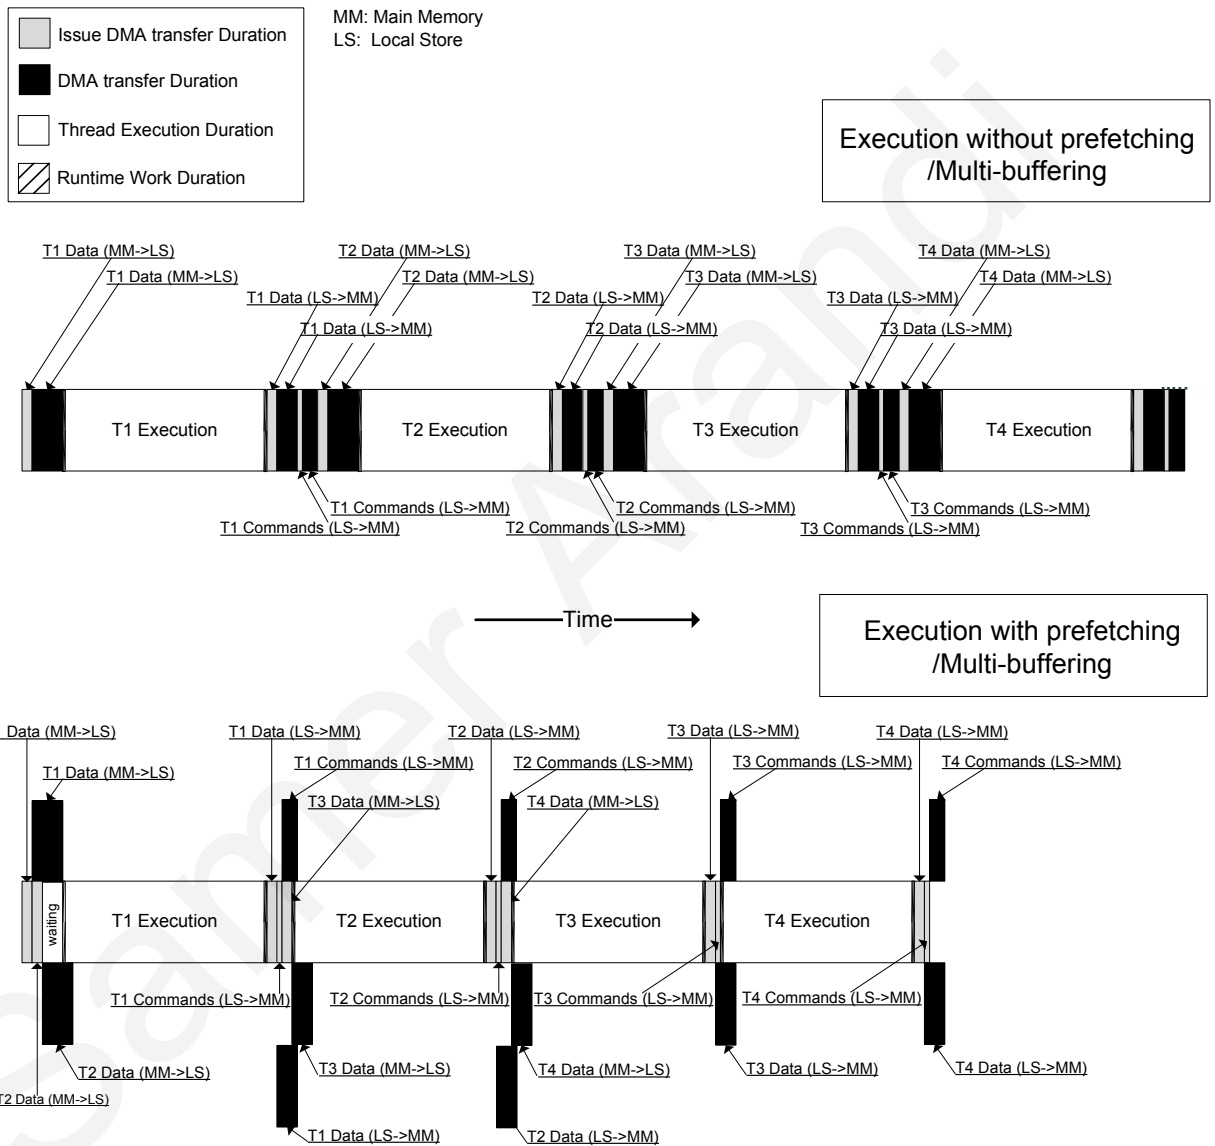 MM: Main Memory
LS: Local Store
Issue DMA transfer Duration
DMA transfer Duration
Thread Execution Duration
Runtime Work Duration
Execution without prefetching
/Multi-buffering
T1 Data (MM->LS)
T2 Data (MM->LS)
T3 Data (MM->LS)
T4 Data (MM->LS)
T1 Data (MM->LS)
T2 Data (MM->LS)
T3 Data (MM->LS)
T4 Data (MM->LS)
T1 Data (LS->MM)
T2 Data (LS->MM)
T3 Data (LS->MM)
T1 Data (LS->MM)
T2 Data (LS->MM)
T3 Data (LS->MM)
T1 Execution
T2 Execution
T3 Execution
T4 Execution
T1 Commands (LS->MM)
T2 Commands (LS->MM)
T3 Commands (LS->MM)
T1 Commands (LS->MM)
T2 Commands (LS->MM)
T3 Commands (LS->MM)
Time
Execution with prefetching
/Multi-buffering
Data (MM->LS)
T1 Data (LS->MM)
T2 Data (LS->MM)
T3 Data (LS->MM)
T4 Data (LS->MM)
T1 Data (MM->LS)
T1 Commands (LS->MM)
T2 Commands (LS->MM)
T3 Commands (LS->MM)
T4 Commands (LS->MM)
T3 Data (MM->LS)
T4 Data (MM->LS)
waiting
T1 Execution
T2 Execution
T3 Execution
T4 Execution
T1 Commands (LS->MM)
T2 Commands (LS->MM)
T3 Commands (LS->MM)
T4 Commands (LS->MM)
T2 Data (MM->LS)
T3 Data (MM->LS)
T4 Data (MM->LS)
T3 Data (LS->MM)
T4 Data (LS->MM)
T2 Data (MM->LS)
T1 Data (LS->MM)
T2 Data (LS->MM)
Samer Arandi